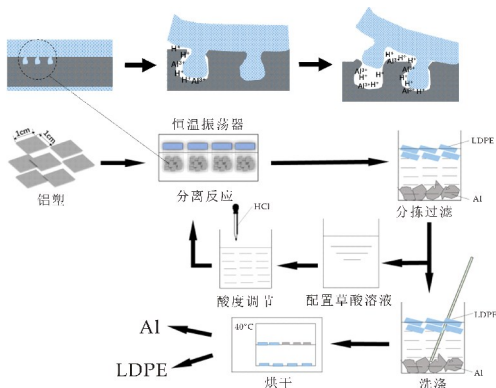 H⁺
Al³⁺
H⁺
H⁺
Al³⁺
H⁺
H⁺
Al³⁺
H⁺
Al³⁺
H⁺
Al³⁺
H⁺
1cm
1cm
铝塑
恒温振荡器
分离反应
LDPE
Al
分拣过滤
HCl
酸度调节
配置草酸溶液
LDPE
Al
洗涤
40°C
烘干
Al
LDPE